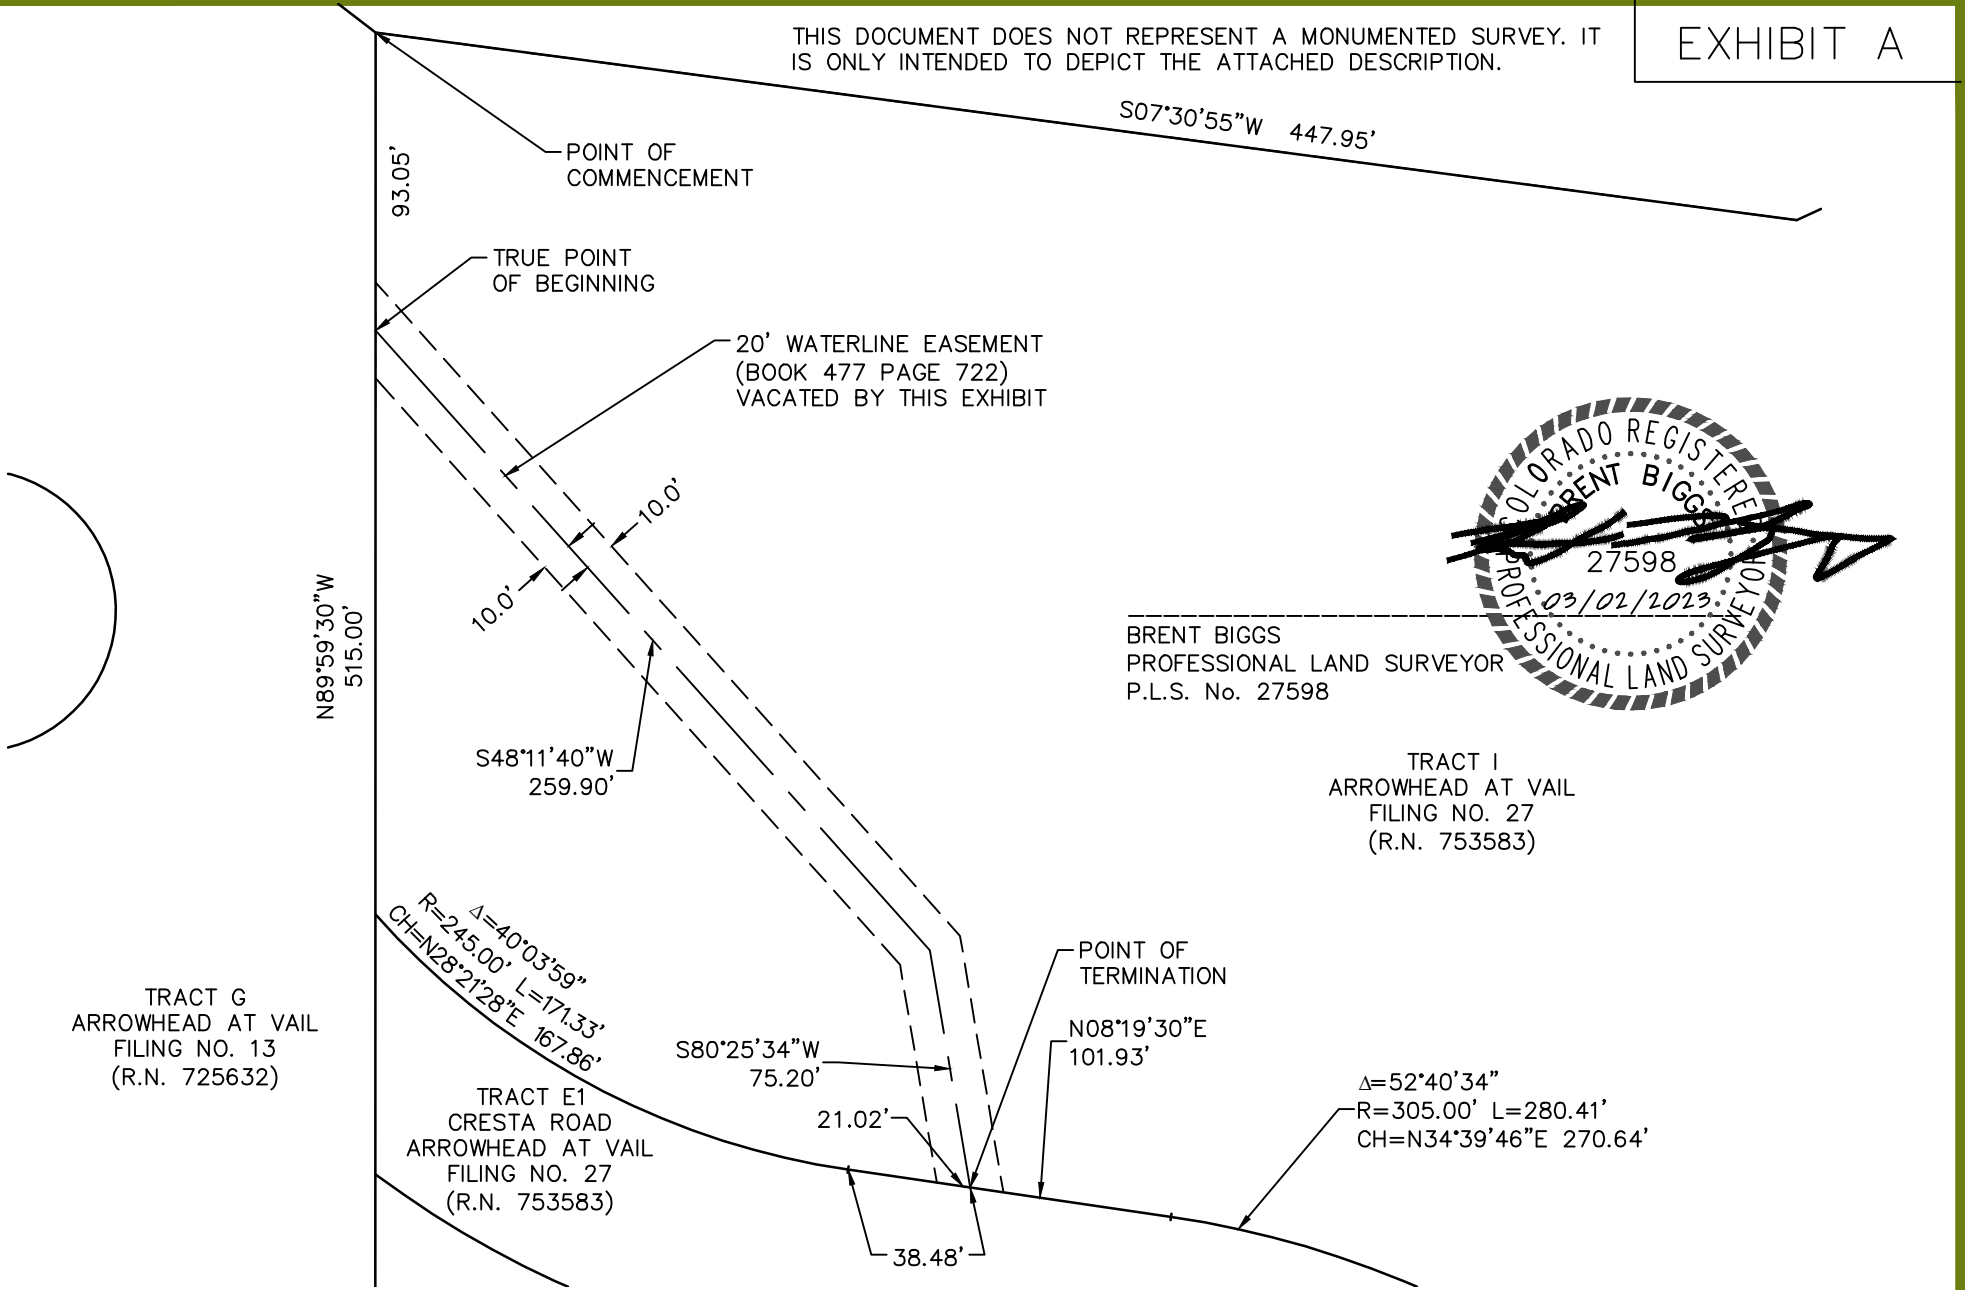 EXHIBIT A
THIS DOCUMENT DOES NOT REPRESENT A MONUMENTED SURVEY. IT
IS ONLY INTENDED TO DEPICT THE ATTACHED DESCRIPTION.
S07°30'55"W 447.95'
POINT OF
COMMENCEMENT
93.05'
TRUE POINT
OF BEGINNING
20' WATERLINE EASEMENT
(BOOK 477 PAGE 722)
VACATED BY THIS EXHIBIT
10.0'
10.0'
N89°59'30"W
515.00'
S48°11'40"W
259.90'
COLORADO REGISTERED
BRENT BIGGS
27598
03/02/2023
PROFESSIONAL LAND SURVEYOR
BRENT BIGGS
PROFESSIONAL LAND SURVEYOR
P.L.S. No. 27598
TRACT I
ARROWHEAD AT VAIL
FILING NO. 27
(R.N. 753583)
Δ=40°03'59"
R=245.00' L=171.33'
CH=N28°21'28"E 167.86'
POINT OF
TERMINATION
TRACT G
ARROWHEAD AT VAIL
FILING NO. 13
(R.N. 725632)
S80°25'34"W
75.20'
N08°19'30"E
101.93'
21.02'
Δ=52°40'34"
R=305.00' L=280.41'
CH=N34°39'46"E 270.64'
TRACT E1
CRESTA ROAD
ARROWHEAD AT VAIL
FILING NO. 27
(R.N. 753583)
38.48'